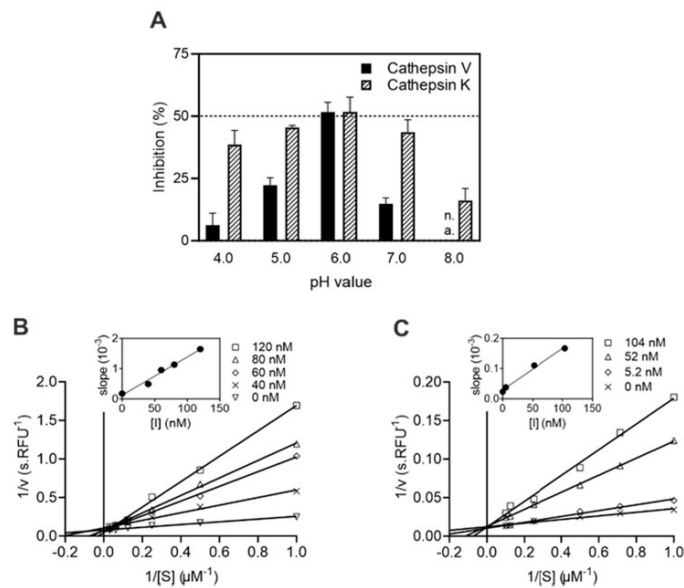 A
75
50
25
0
Inhibition (%)
Cathepsin V
Cathepsin K
n.
a.
4.0 5.0 6.0 7.0 8.0
pH value
B
slope (10⁻³)
2
1
0
0 50 100 150
[I] (nM)
120 nM
80 nM
60 nM
40 nM
0 nM
1/v (s.RFU⁻¹)
2.0
1.5
1.0
0.5
0.0
-0.2 0.0 0.2 0.4 0.6 0.8 1.0
1/[S] (µM⁻¹)
C
slope (10⁻³)
0.2
0.1
0.0
0 50 100 150
[I] (nM)
104 nM
52 nM
5.2 nM
0 nM
1/v (s.RFU⁻¹)
0.20
0.15
0.10
0.05
0.00
-0.2 0.0 0.2 0.4 0.6 0.8 1.0
1/[S] (µM⁻¹)